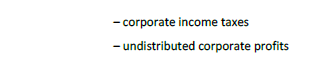 – corporate income taxes
– undistributed corporate profits